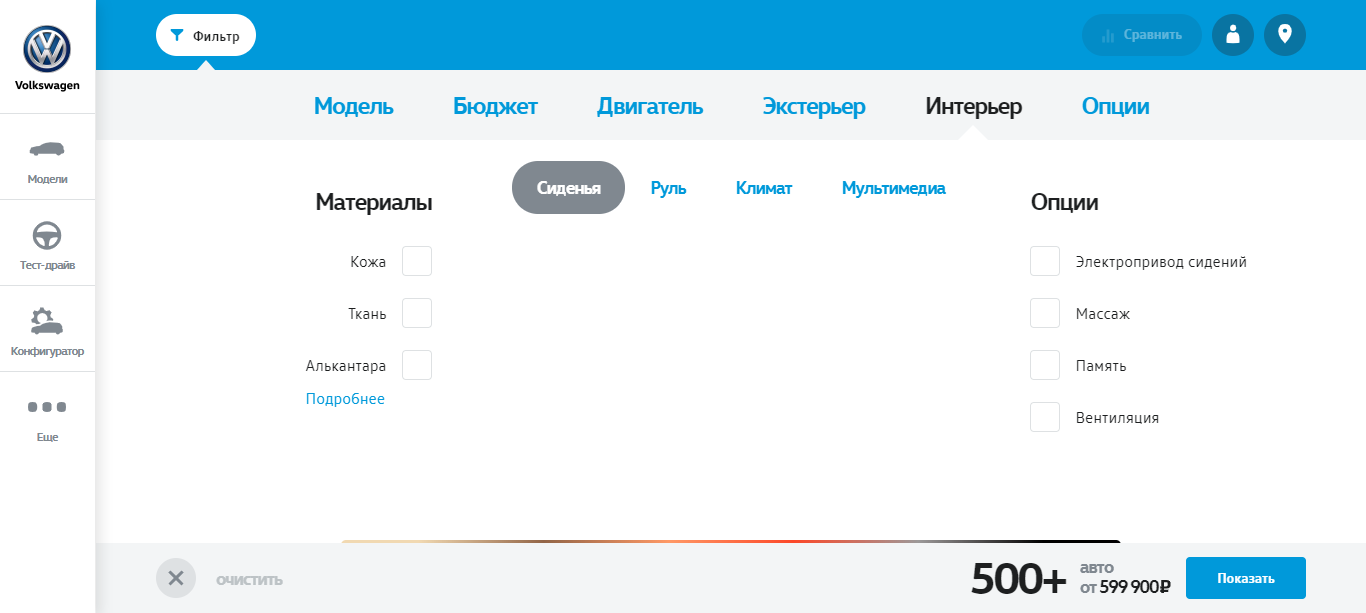 Volkswagen
Модели
Тест-драйв
Конфигуратор
Еще
Фильтр
Сравнить
Модель
Бюджет
Двигатель
Экстерьер
Интерьер
Опции
Сиденья
Руль
Климат
Мультимедиа
Материалы
Кожа
Ткань
Алькантара
Подробнее
Опции
Электропривод сидений
Массаж
Память
Вентиляция
ОЧИСТИТЬ
500+
авто
от 599 900₽
Показать